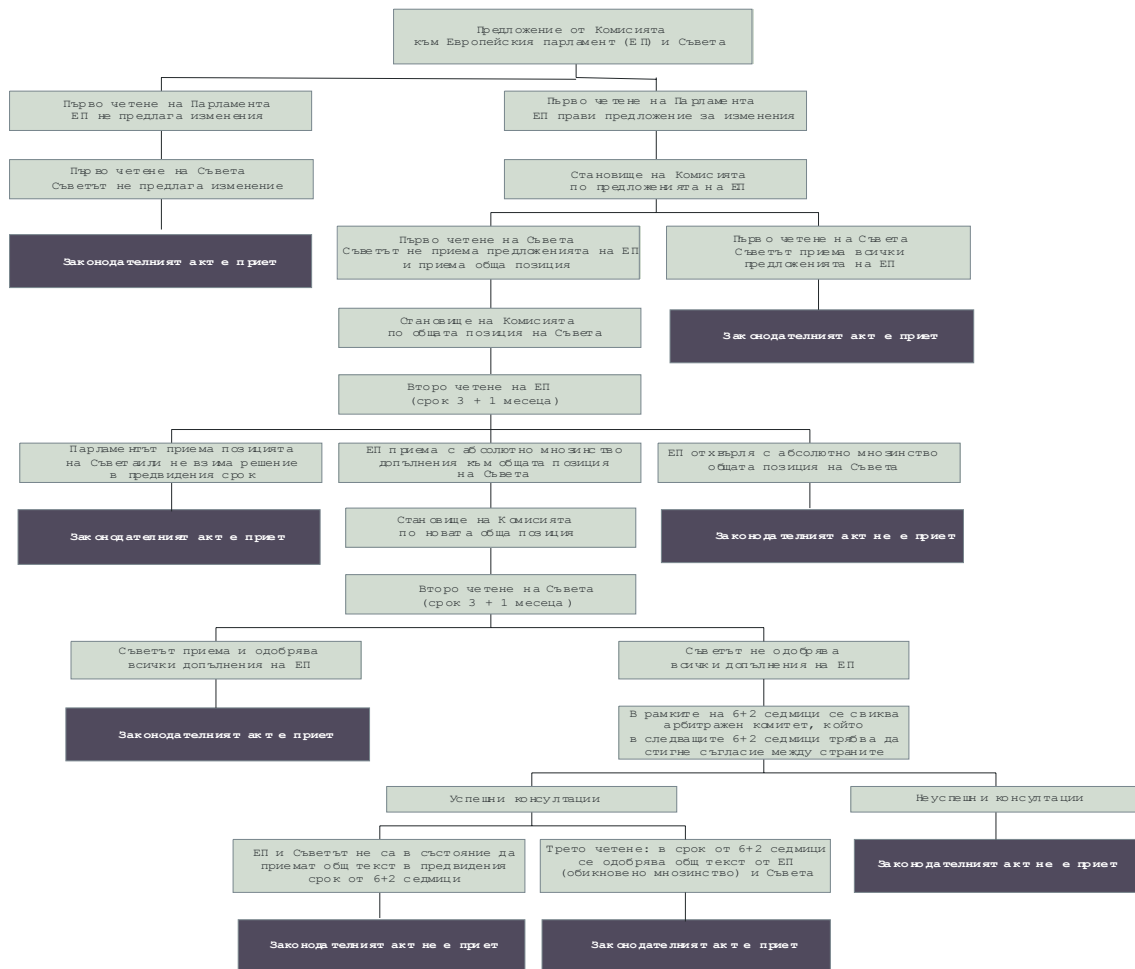 Предложение от Комисията
към Европейския парламент (ЕП) и Съвета
Първо четене на Парламента
ЕП не предлага изменения
Първо четене на Парламента
ЕП прави предложение за изменения
Първо четене на Съвета
Съветът не предлага изменение
Становище на Комисията
по предложенията на ЕП
Законодателният акт е приет
Първо четене на Съвета
Съветът не приема предложенията на ЕП
и приема обща позиция
Първо четене на Съвета
Съветът приема всички
предложенията на ЕП
Становище на Комисията
по общата позиция на Съвета
Законодателният акт е приет
Второ четене на ЕП
(срок 3 + 1 месеца)
Парламентът приема позицията
на Съветаили не взима решение
в предвидения срок
ЕП приема с абсолютно мнозинство
допълнения към общата позиция
на Съвета
ЕП отхвърля с абсолютно мнозинство
общата позиция на Съвета
Законодателният акт е приет
Становище на Комисията
по новата обща позиция
Законодателният акт не е приет
Второ четене на Съвета
(срок 3 + 1 месеца)
Съветът приема и одобрява
всички допълнения на ЕП
Съветът не одобрява
всички допълнения на ЕП
Законодателният акт е приет
В рамките на 6+2 седмици се свиква
арбитражен комитет, който
в следващите 6+2 седмици трябва да
стигне съгласие между страните
Успешни консултации
Неуспешни консултации
ЕП и Съветът не са в състояние да
приемат общ текст в предвидения
срок от 6+2 седмици
Трето четене: в срок от 6+2 седмици
се одобрява общ текст от ЕП
(обикновено мнозинство) и Съвета
Законодателният акт не е приет
Законодателният акт не е приет
Законодателният акт е приет